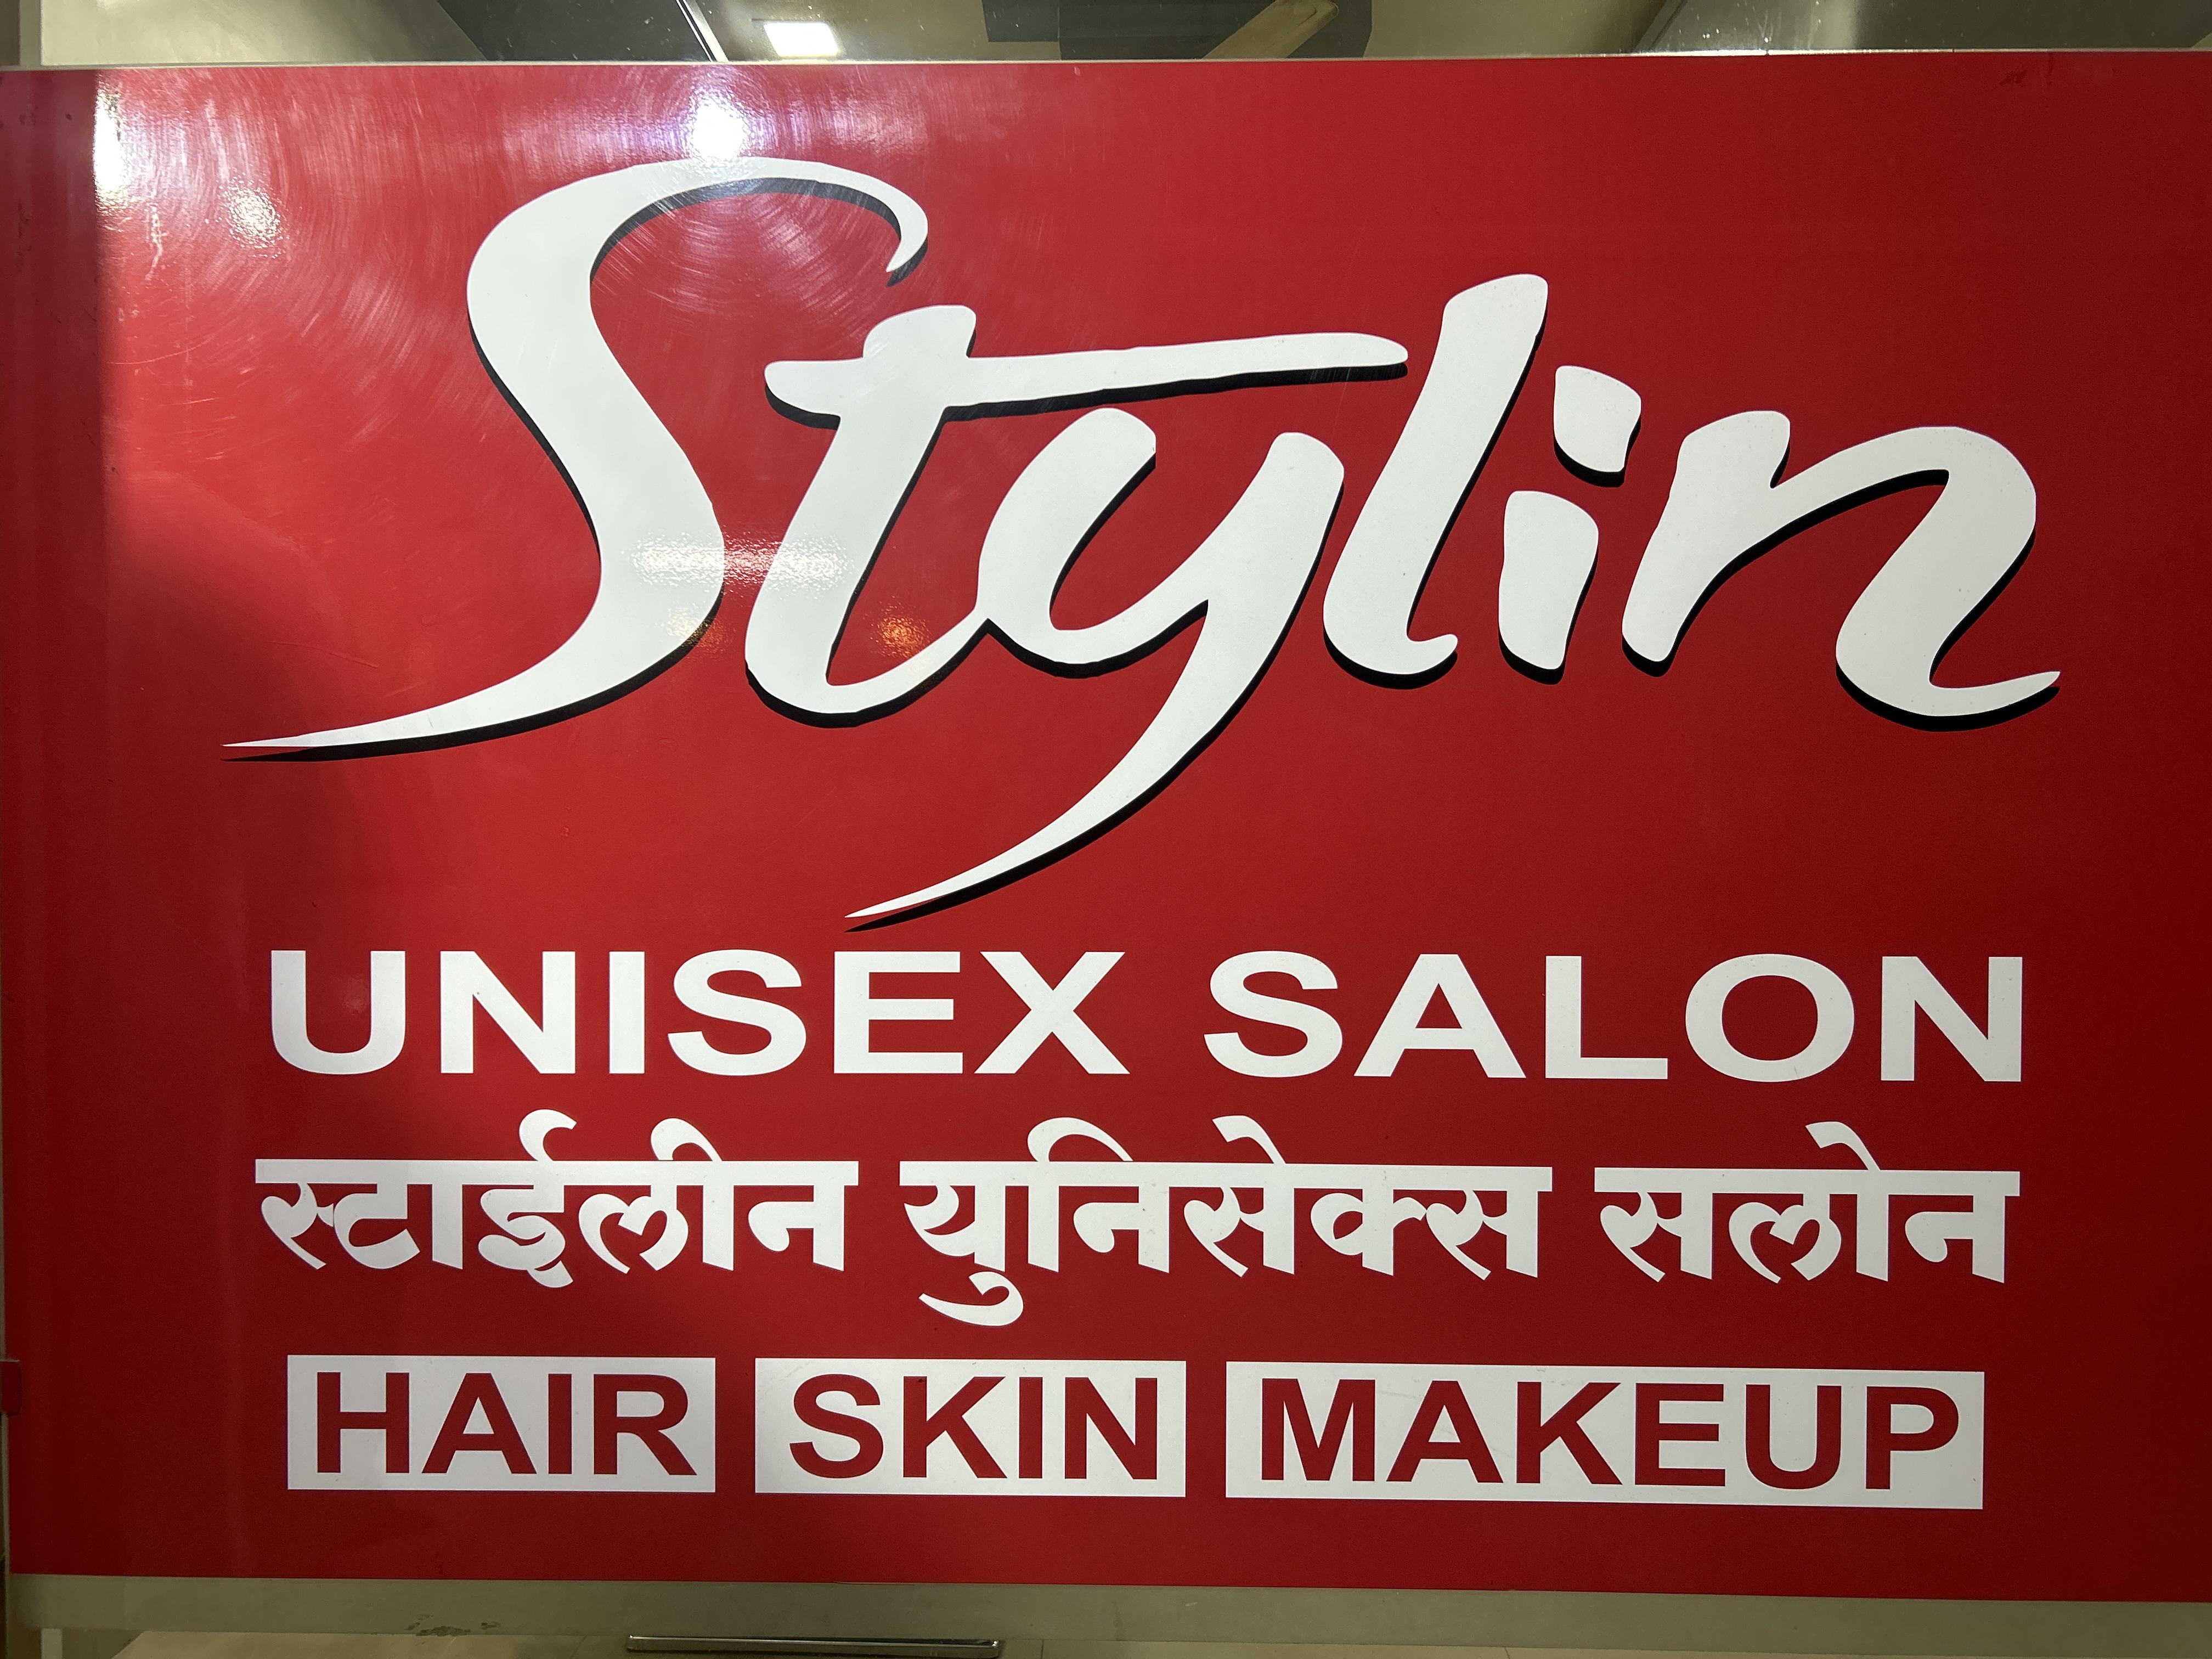 Stylin
UNISEX SALON
स्टाईलीन युनिसेक्स सलोन
HAIR SKIN MAKEUP